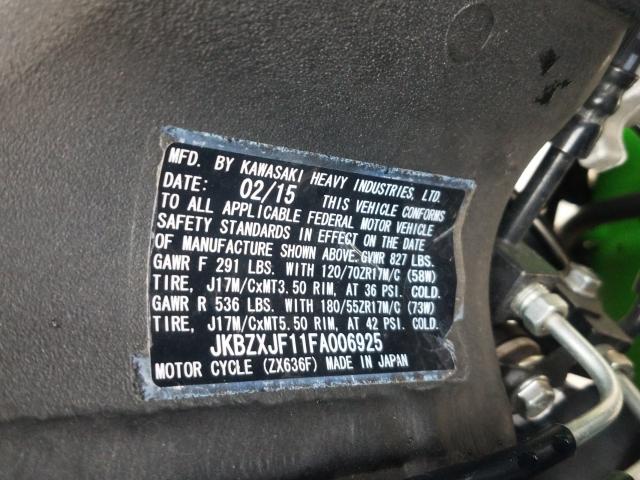 MFD. BY KAWASAKI HEAVY INDUSTRIES, LTD.
DATE: 02/15 THIS VEHICLE CONFORMS
TO ALL APPLICABLE FEDERAL MOTOR VEHICLE
SAFETY STANDARDS IN EFFECT ON THE DATE
OF MANUFACTURE SHOWN ABOVE. GVWR 827 LBS.
GAWR F 291 LBS. WITH 120/70ZR17M/C (58W)
TIRE, J17M/CxMT3.50 RIM, AT 36 PSI. COLD.
GAWR R 536 LBS. WITH 180/55ZR17M/C (73W)
TIRE, J17M/CxMT5.50 RIM, AT 42 PSI. COLD.
JKBZXJF11FA006925
MOTOR CYCLE (ZX636F) MADE IN JAPAN